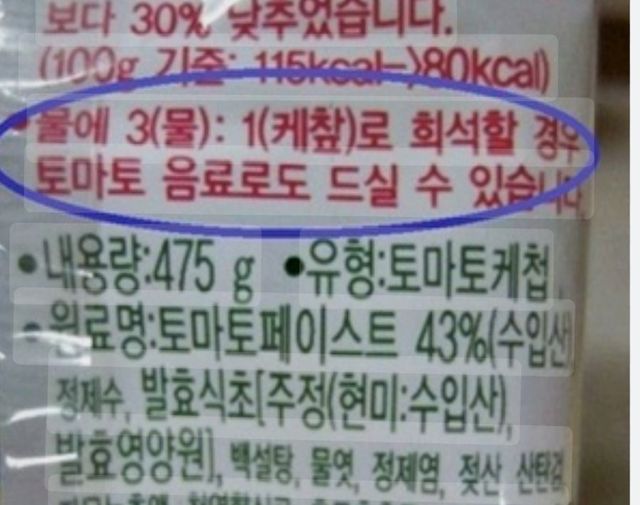 보다 30% 낮추었습니다.
(100g 기준: 115kcal->80kcal)
물에 3(물): 1(케찦)로 희석할 경우
토마토 음료로도 드실 수 있습니다.
•내용량:475 g •유형:토마토케첩
•원료명:토마토페이스트 43%(수입산)
정제수, 발효식초[주정(현미:수입산),
발효영양원], 백설탕, 물엿, 정제염, 젖산